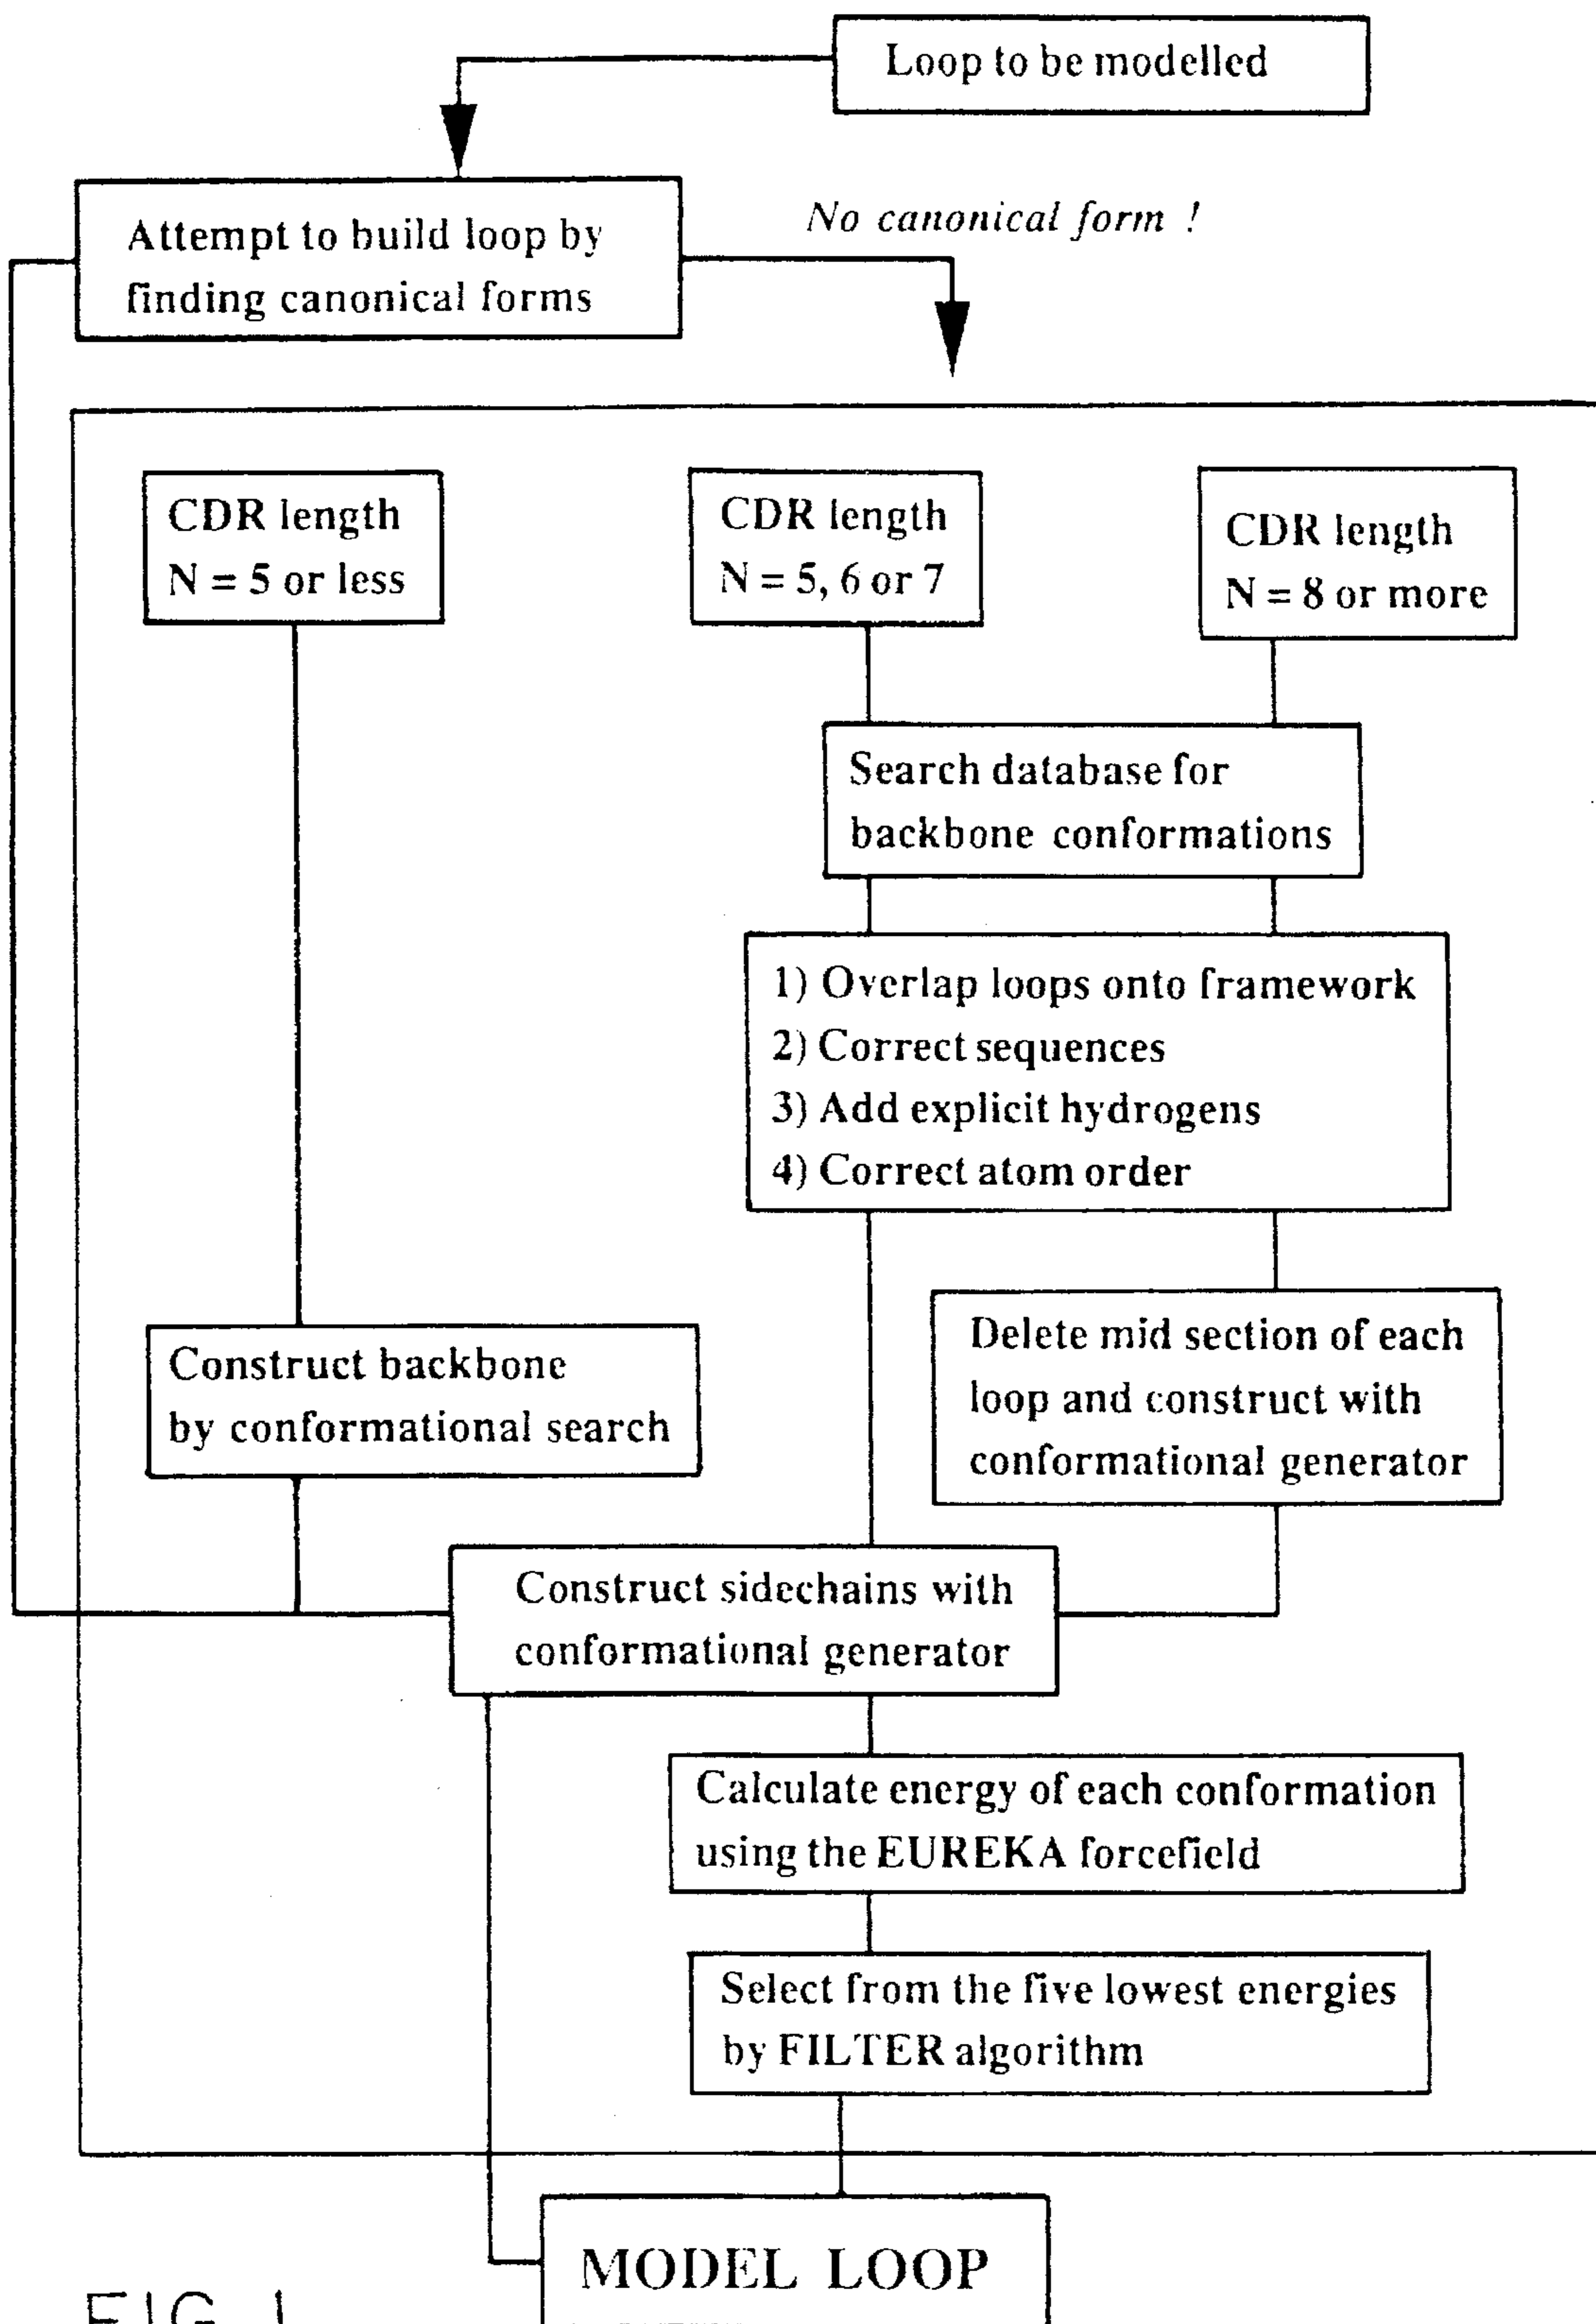 Loop to be modelled
Attempt to build loop by
finding canonical forms
No canonical form !
CDR length
N = 5 or less
CDR length
N = 5, 6 or 7
CDR length
N = 8 or more
Search database for
backbone conformations
1) Overlap loops onto framework
2) Correct sequences
3) Add explicit hydrogens
4) Correct atom order
Construct backbone
by conformational search
Delete mid section of each
loop and construct with
conformational generator
Construct sidechains with
conformational generator
Calculate energy of each conformation
using the EUREKA forcefield
Select from the five lowest energies
by FILTER algorithm
MODEL LOOP
FIG. 1